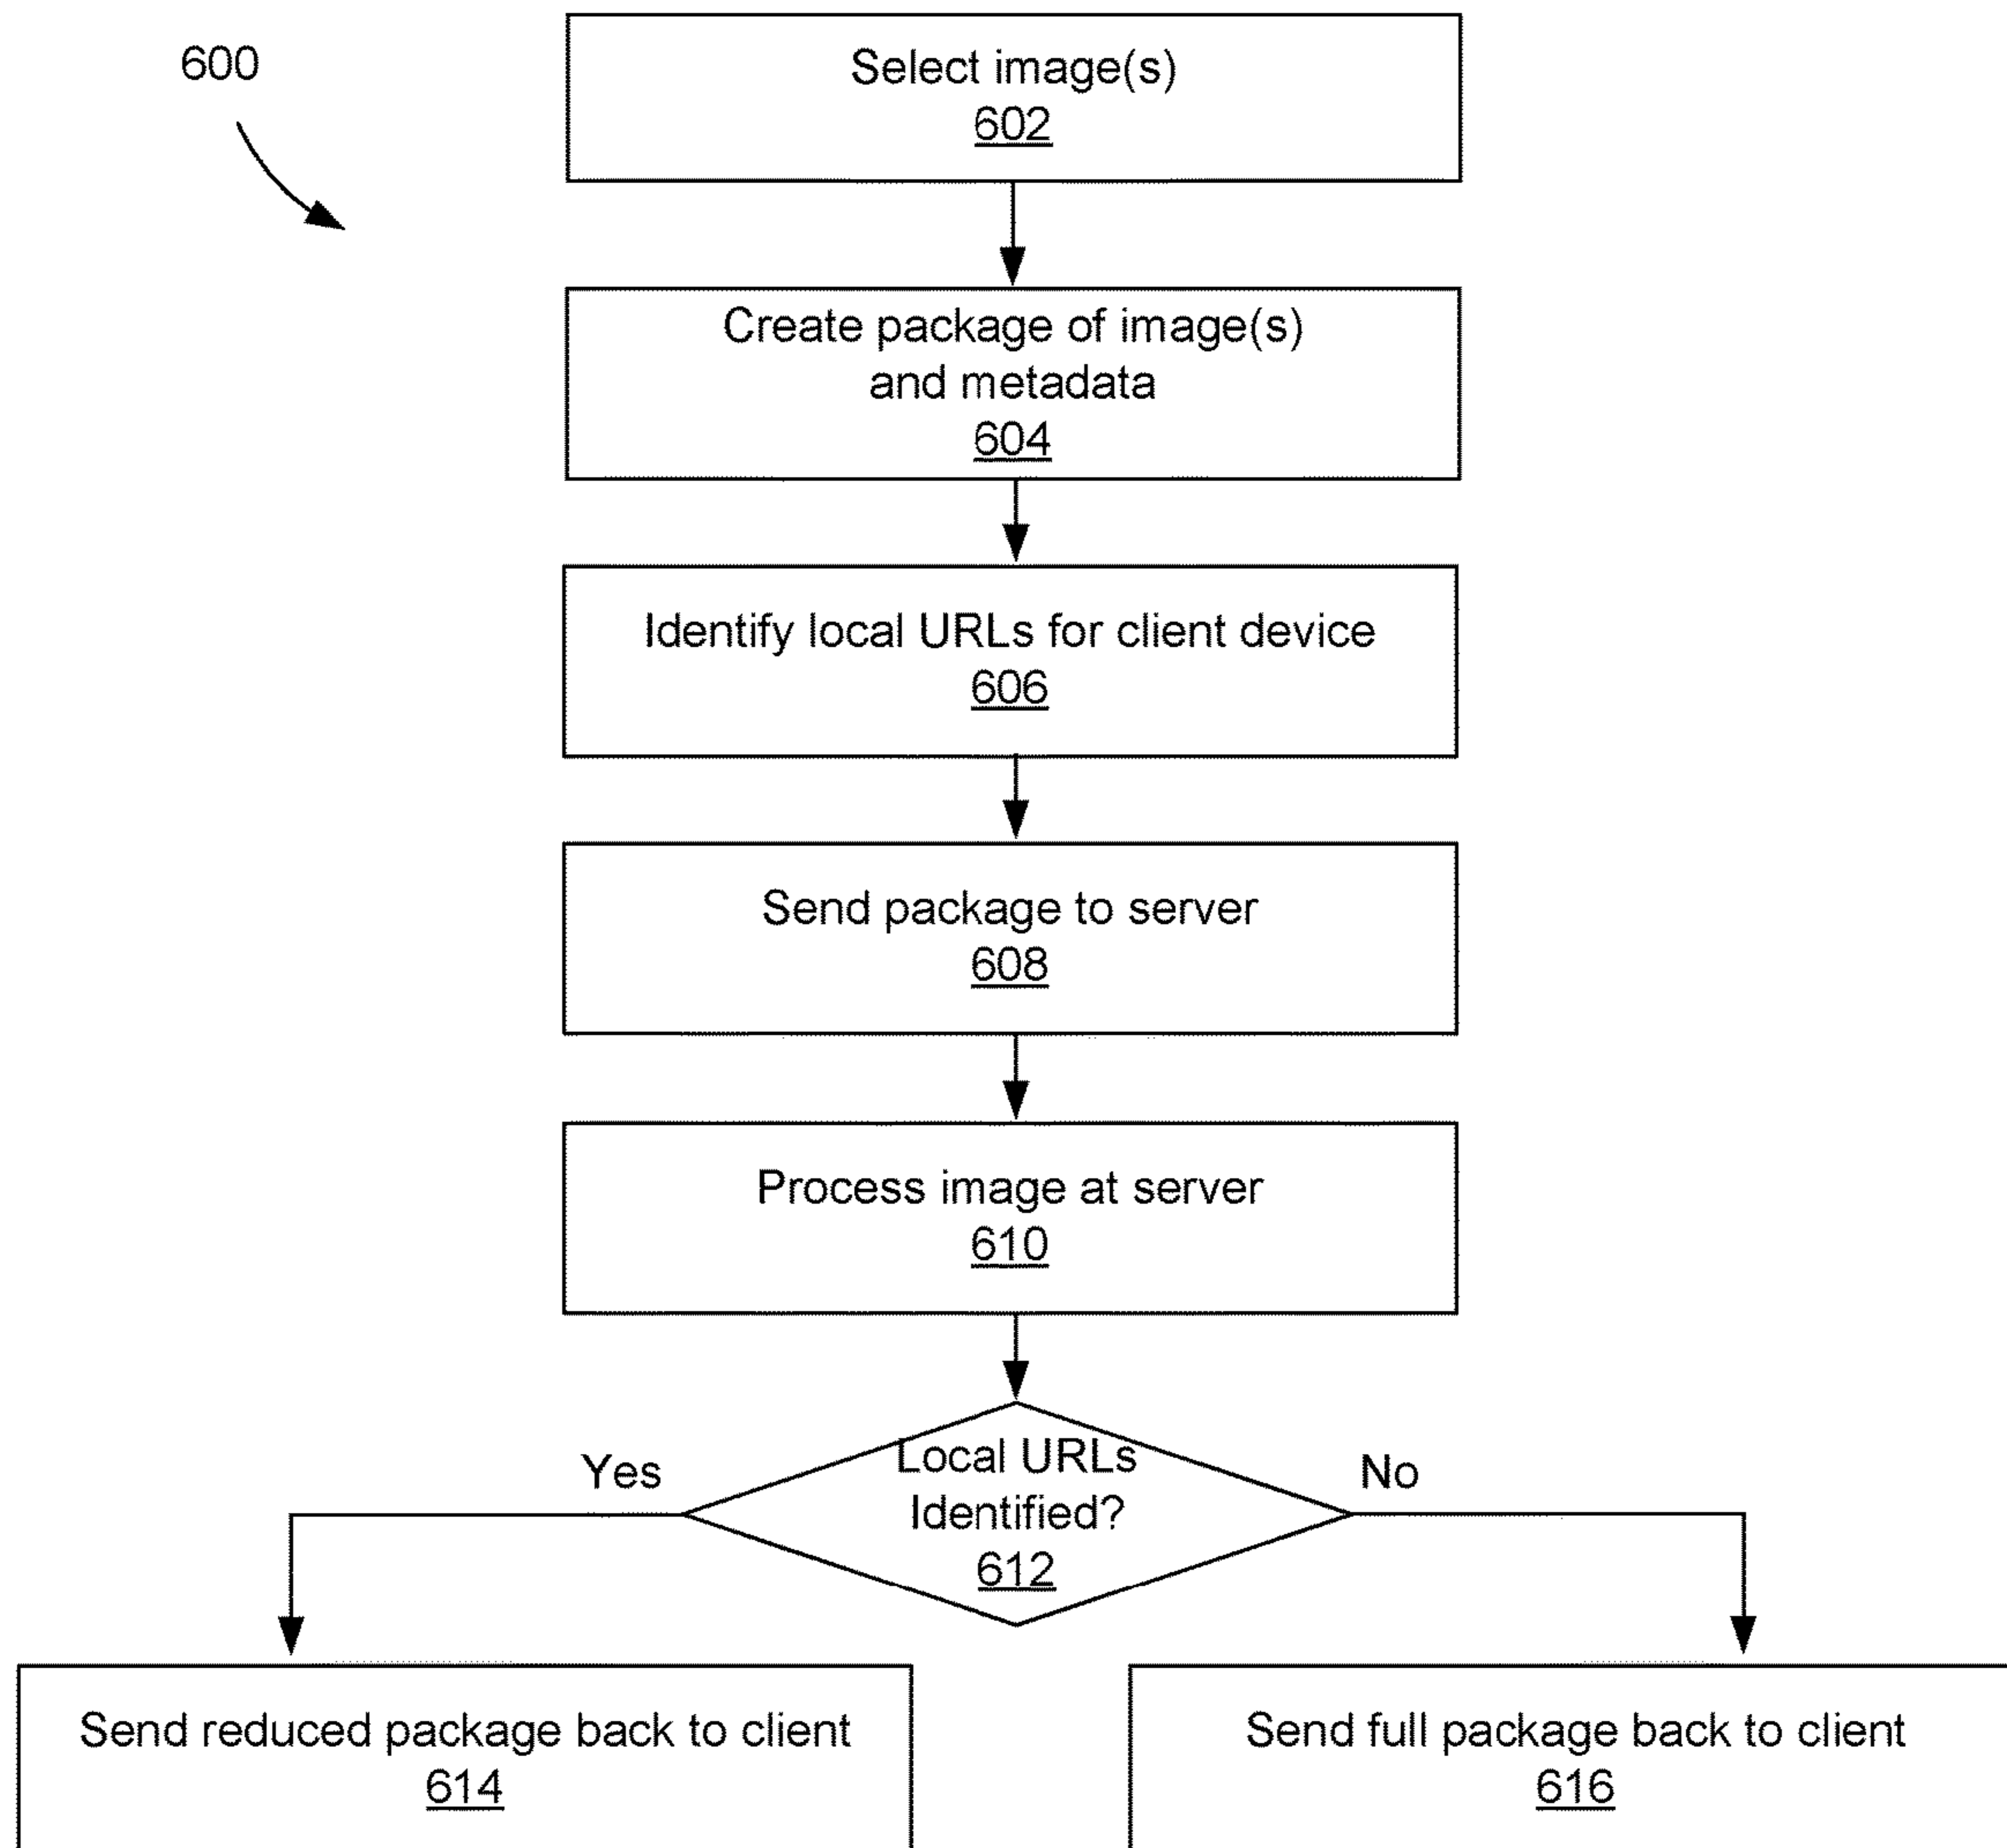 600
Select image(s)
602
Create package of image(s)
and metadata
604
Identify local URLs for client device
606
Send package to server
608
Process image at server
610
Local URLs
Identified?
612
Yes
No
Send reduced package back to client
614
Send full package back to client
616